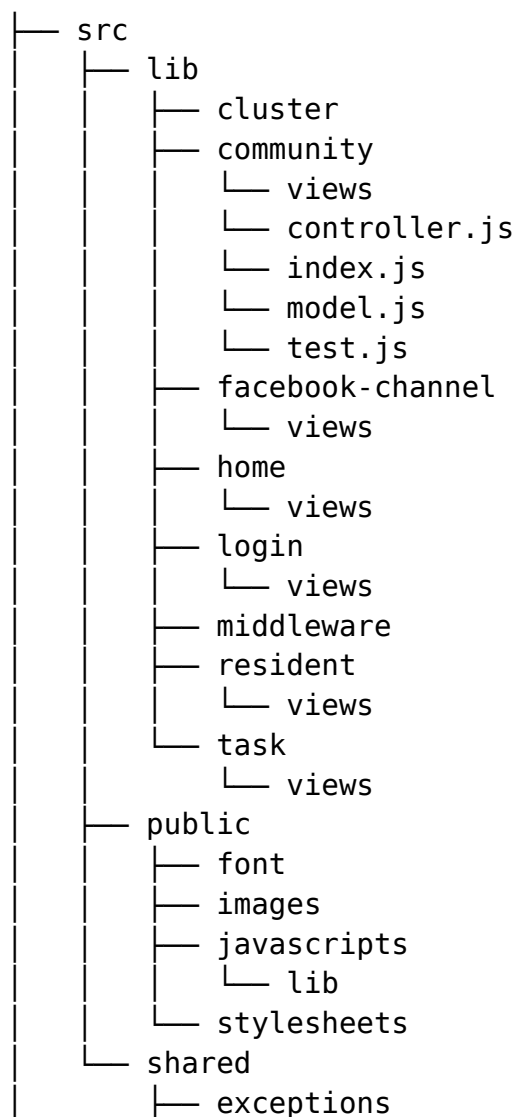 ├── src
│   ├── lib
│   │   ├── cluster
│   │   ├── community
│   │   │   └── views
│   │   │   └── controller.js
│   │   │   └── index.js
│   │   │   └── model.js
│   │   │   └── test.js
│   │   ├── facebook-channel
│   │   │   └── views
│   │   ├── home
│   │   │   └── views
│   │   ├── login
│   │   │   └── views
│   │   ├── middleware
│   │   ├── resident
│   │   │   └── views
│   │   └── task
│   │       └── views
│   ├── public
│   │   ├── font
│   │   ├── images
│   │   ├── javascripts
│   │   │   └── lib
│   │   └── stylesheets
│   └── shared
│       ├── exceptions